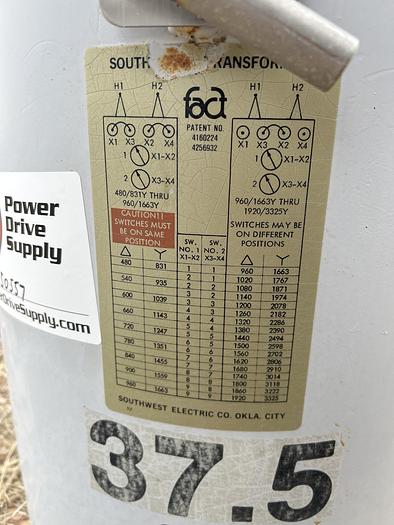 SOUTH TRANSFOR
H1 H2 fact H1 H2
PATENT NO.
4160224
4256932
X1 X3 X2 X4 X1 X3 X2 X4
1 X1-X2 1 X1-X2
2 X3-X4 2 X3-X4
480/831Y THRU 960/1663Y THRU
960/1663Y 1920/3325Y
CAUTION!!
SWITCHES MUST
BE ON SAME
POSITION
SWITCHES MAY BE
ON DIFFERENT
POSITIONS
Δ Y SW. NO. 1 X1-X2 SW. NO. 2 X3-X4 Δ Y
480 831 1 1 960 1663
2 1 1020 1767
540 935 2 2 1080 1871
3 2 1140 1974
600 1039 3 3 1200 2078
4 3 1260 2182
660 1143 4 4 1320 2286
5 4 1380 2390
720 1247 5 5 1440 2494
6 5 1500 2598
780 1351 6 6 1560 2702
7 6 1620 2806
840 1455 7 7 1680 2910
8 7 1740 3014
900 1559 8 8 1800 3118
9 8 1860 3222
960 1663 9 9 1920 3325
SOUTHWEST ELECTRIC CO. OKLA. CITY
Power
Drive
Supply
DriveSupply.com
37.5